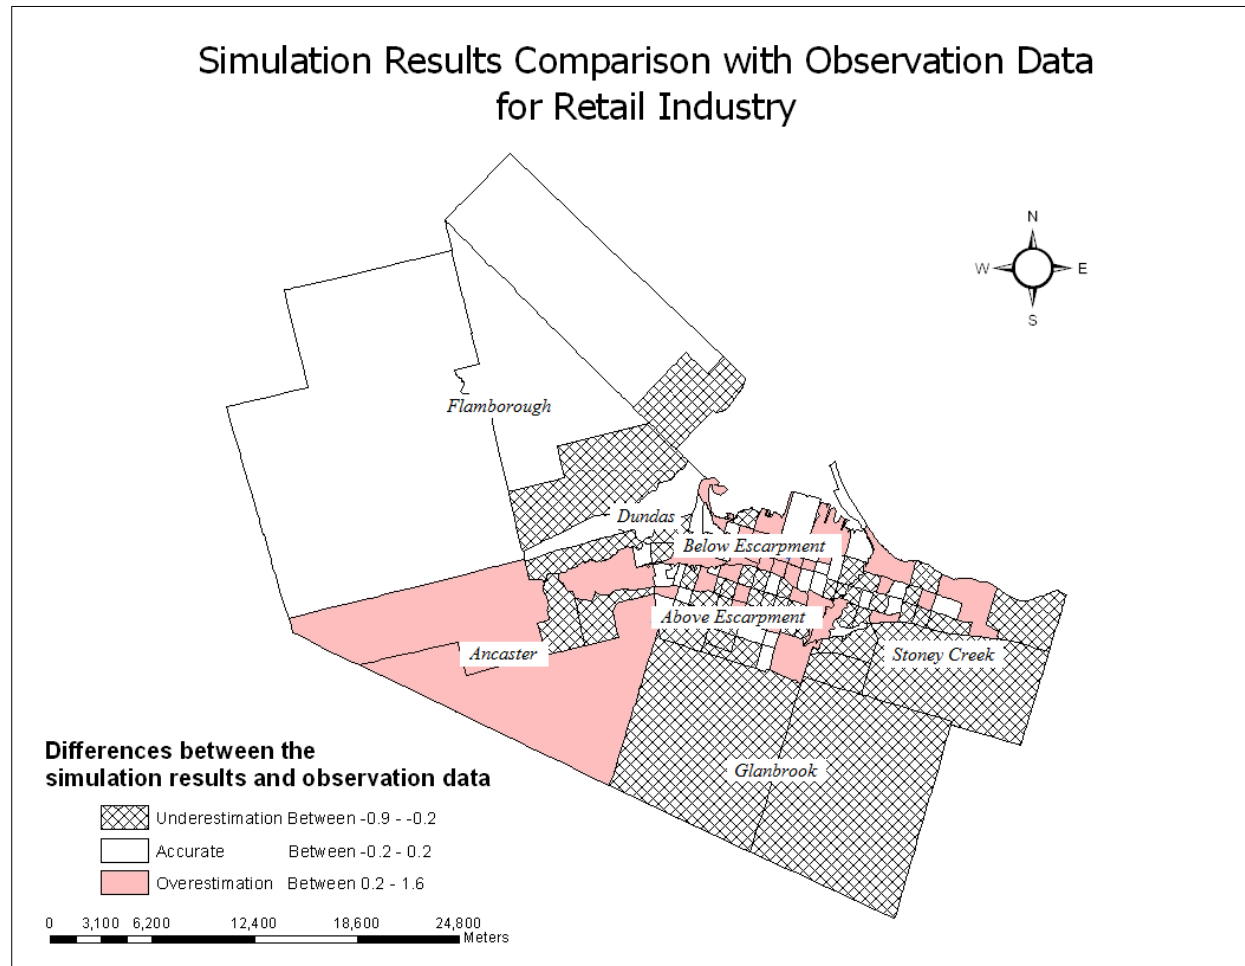 Simulation Results Comparison with Observation Data
for Retail Industry
N
W E
S
Flamborough
Dundas
Below Escarpment
Above Escarpment
Ancaster
Stoney Creek
Glanbrook
Differences between the
simulation results and observation data
Underestimation Between -0.9 - -0.2
Accurate Between -0.2 - 0.2
Overestimation Between 0.2 - 1.6
0 3,100 6,200 12,400 18,600 24,800
Meters